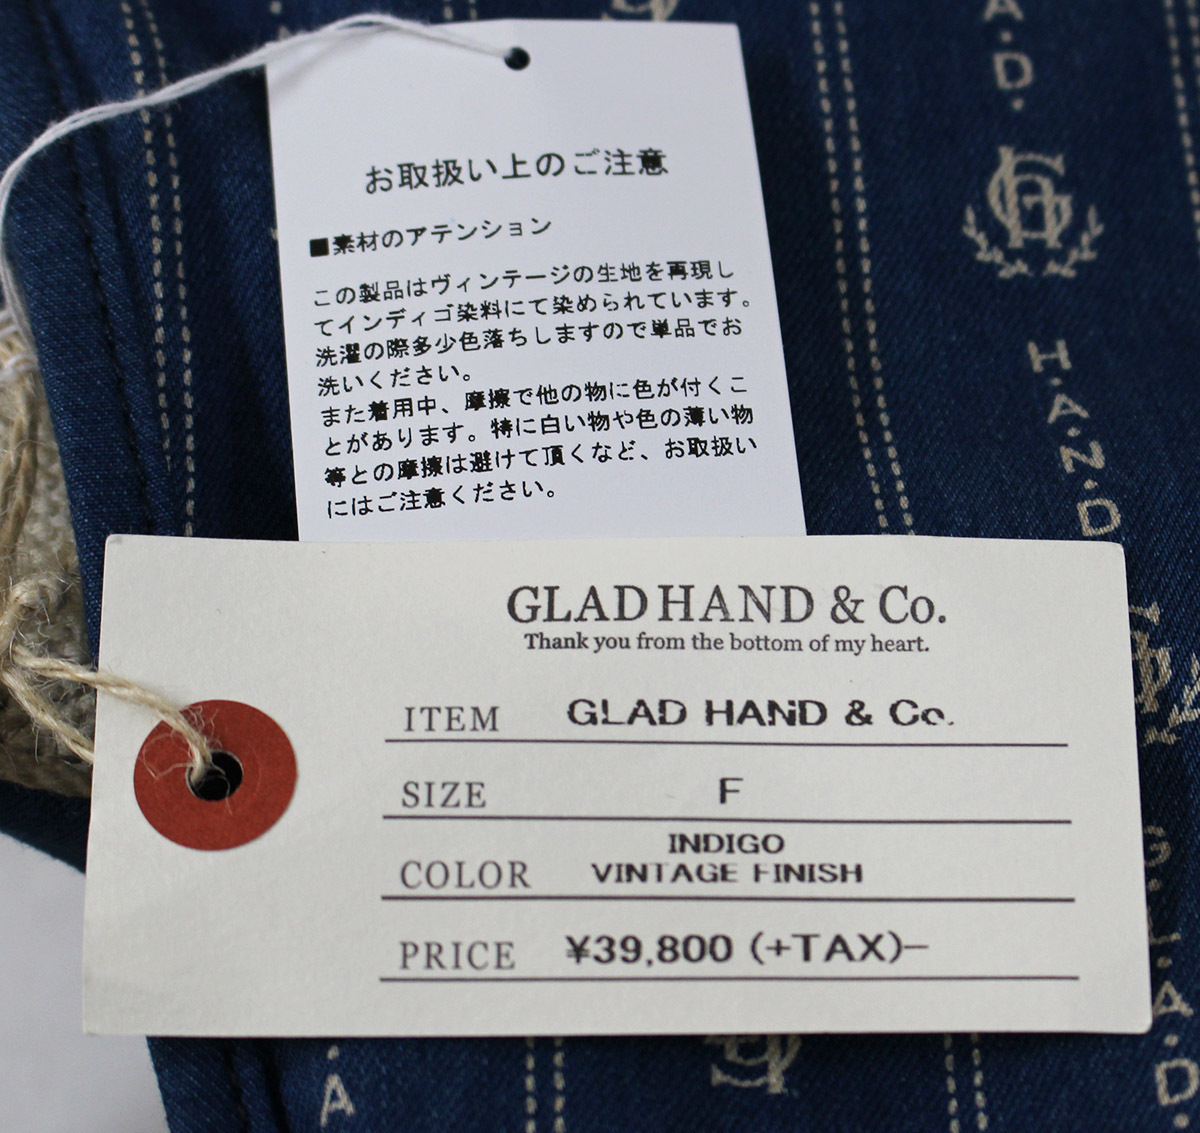 お取扱い上のご注意
■素材のアテンション
この製品はヴィンテージの生地を再現し
てインディゴ染料にて染められています。
洗濯の際多少色落ちしますので単品でお
洗いください。
また着用中、摩擦で他の物に色が付くこ
とがあります。特に白い物や色の薄い物
等との摩擦は避けて頂くなど、お取扱い
にはご注意ください。
GLAD HAND & Co.
Thank you from the bottom of my heart.
ITEM GLAD HAND & Co.
SIZE F
COLOR INDIGO
VINTAGE FINISH
PRICE ¥39,800 (+TAX)−
A.D.
GH
H.A.N.D
G.L.A.D
A